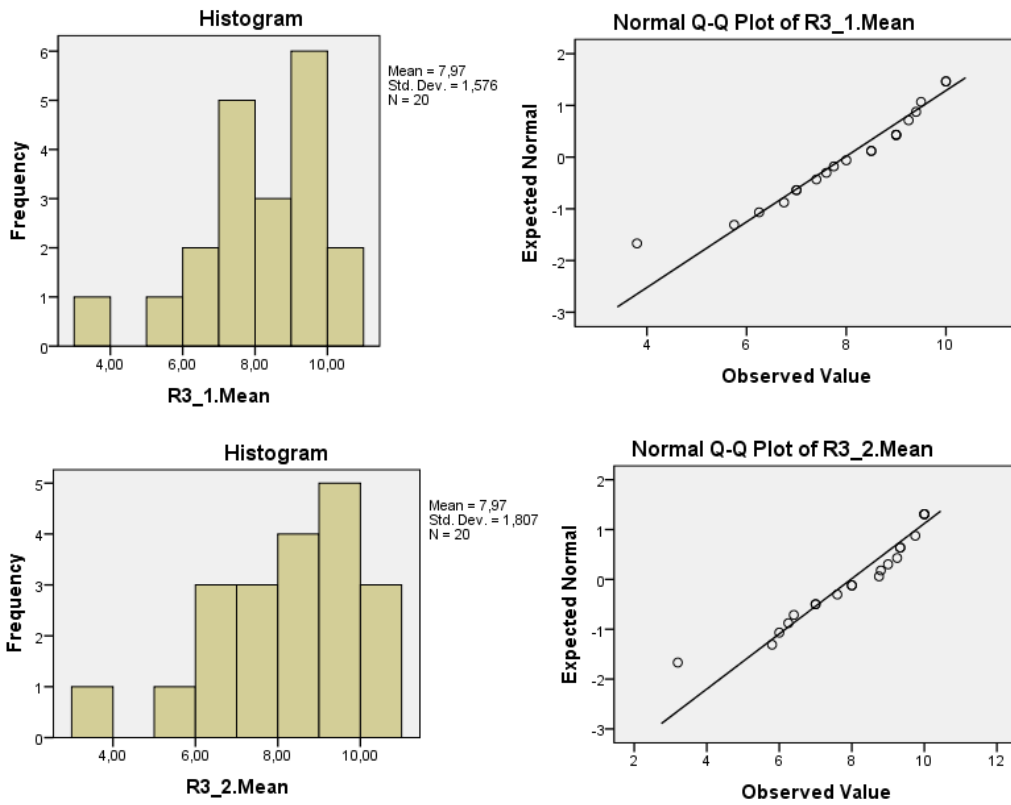 Histogram
6
5
4
3
2
1
0
Frequency
4,00 6,00 8,00 10,00
R3_1.Mean
Mean = 7,97
Std. Dev. = 1,576
N = 20
Normal Q-Q Plot of R3_1.Mean
2
1
0
-1
-2
-3
Expected Normal
4 6 8 10
Observed Value
Histogram
5
4
3
2
1
0
Frequency
4,00 6,00 8,00 10,00
R3_2.Mean
Mean = 7,97
Std. Dev. = 1,807
N = 20
Normal Q-Q Plot of R3_2.Mean
2
1
0
-1
-2
-3
Expected Normal
2 4 6 8 10 12
Observed Value